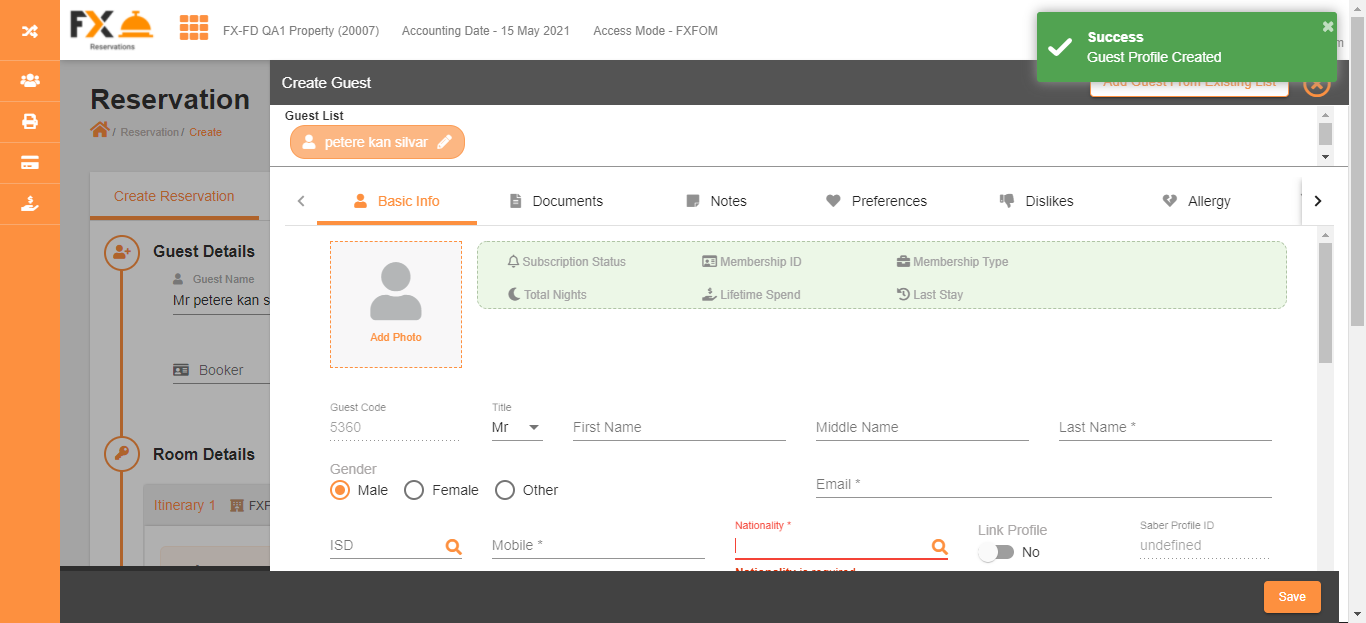 FX
Reservations
FX-FD QA1 Property (20007)
Accounting Date - 15 May 2021
Access Mode - FXFOM
Success
Guest Profile Created
Reservation
/ Reservation / Create
Create Guest
Add Guest From Existing List
Guest List
petere kan silvar
Create Reservation
Basic Info
Documents
Notes
Preferences
Dislikes
Allergy
Guest Details
Guest Name
Mr petere kan s
Booker
Add Photo
Subscription Status
Membership ID
Membership Type
Total Nights
Lifetime Spend
Last Stay
Guest Code
5360
Title
Mr
First Name
Middle Name
Last Name *
Room Details
Itinerary 1
Gender
Male
Female
Other
Email *
ISD
Mobile *
Nationality *
Nationality is required
Link Profile
No
Saber Profile ID
undefined
Save